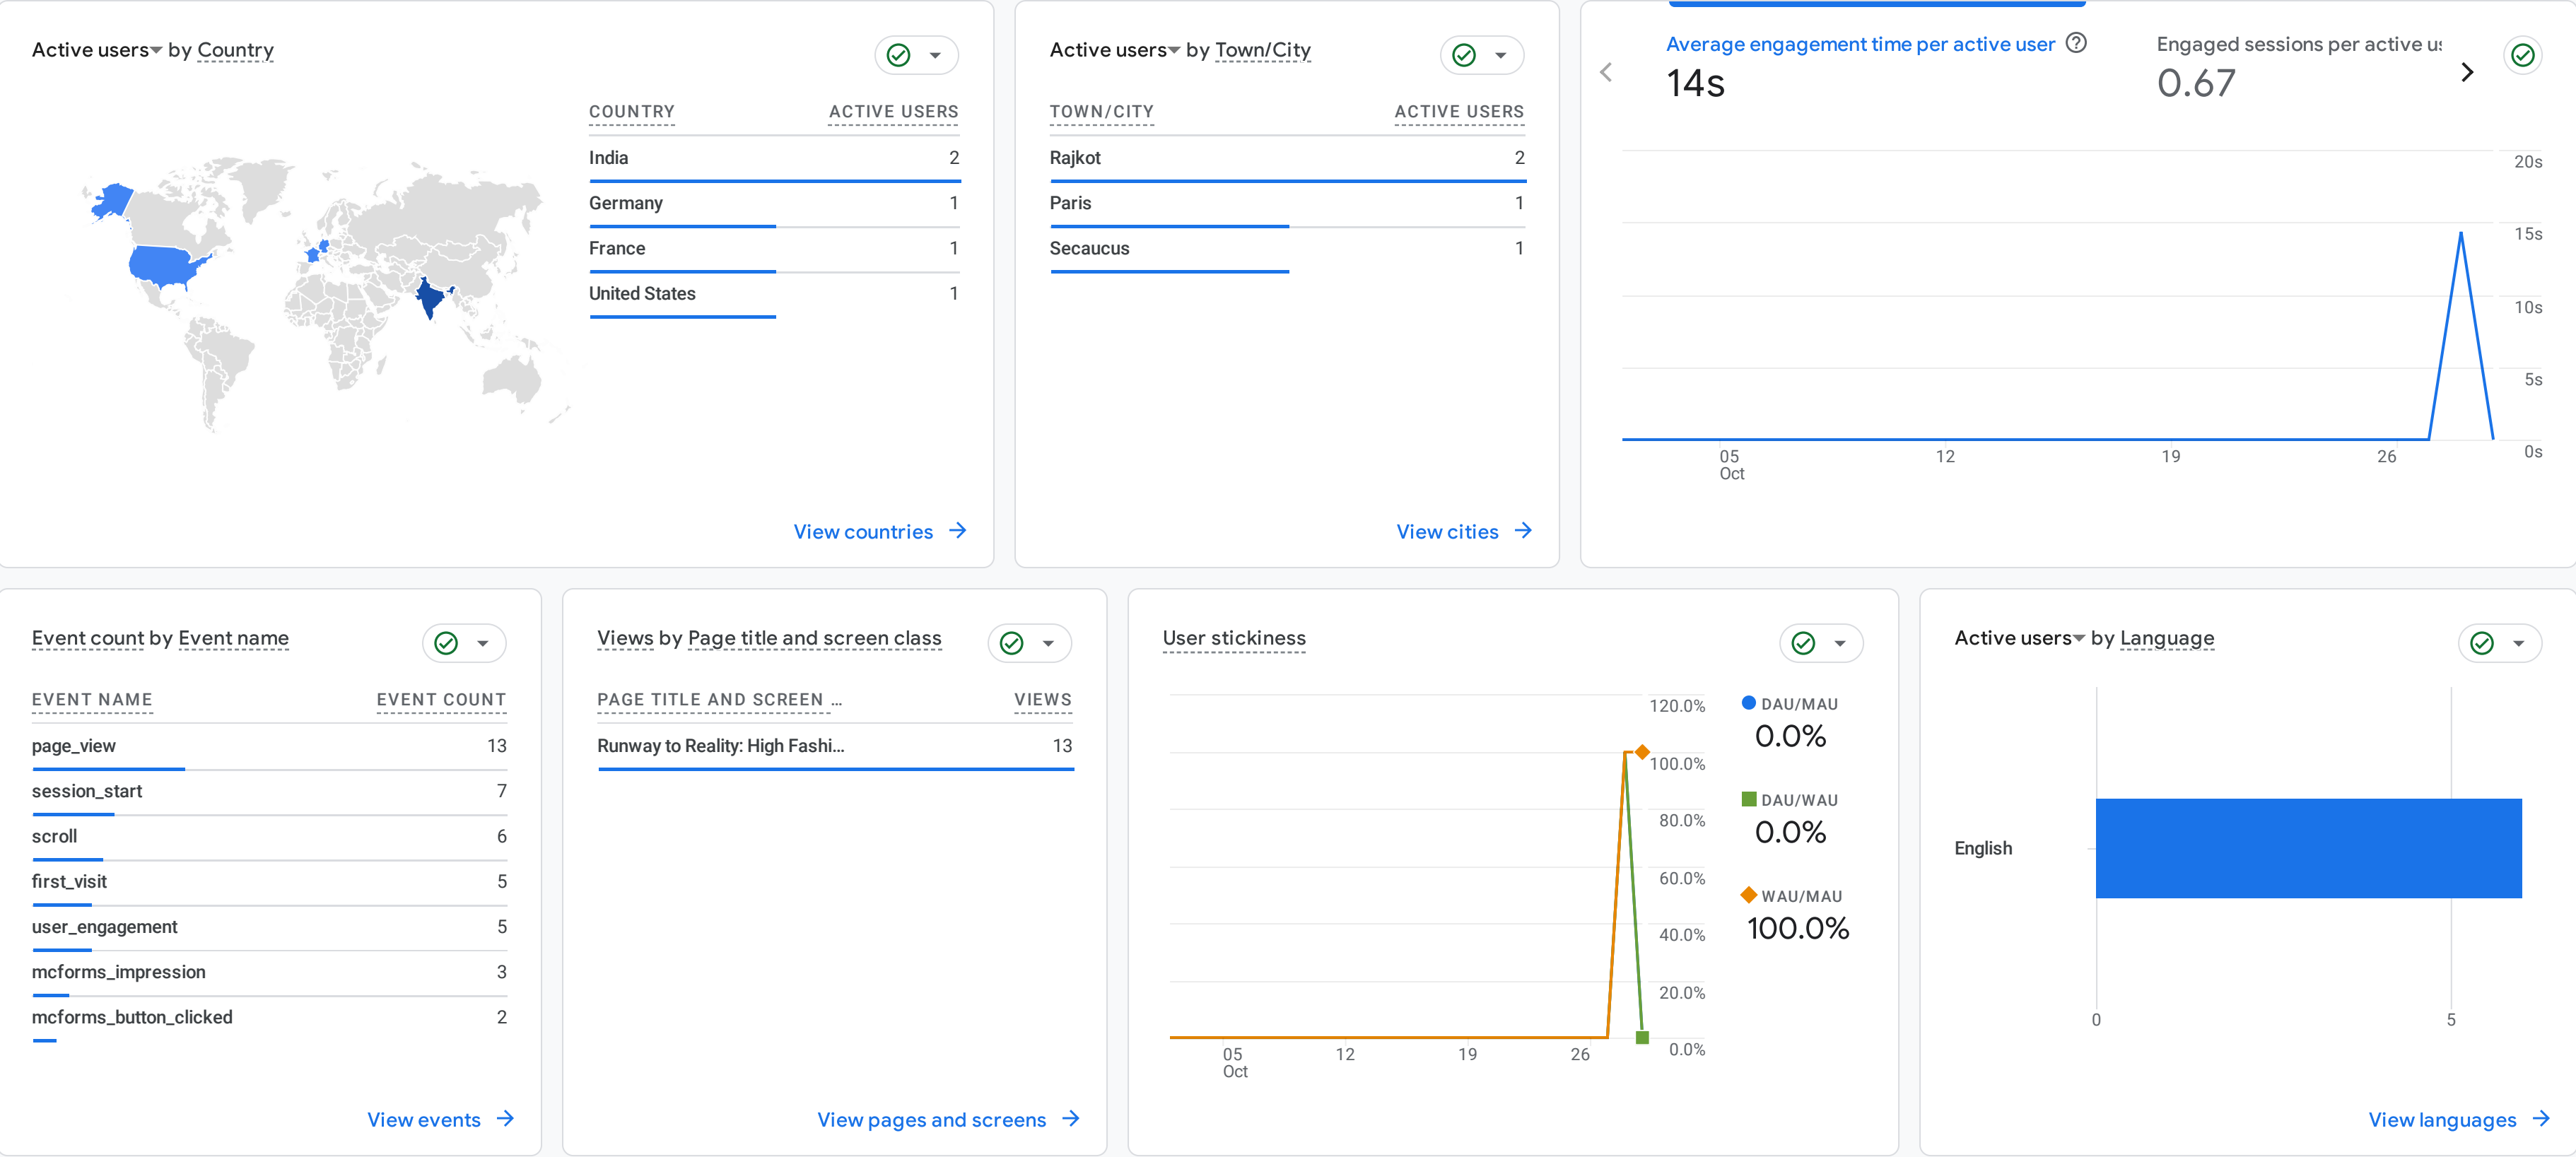 Active users by Country
COUNTRY ACTIVE USERS
India 2
Germany 1
France 1
United States 1
View countries
Active users by Town/City
TOWN/CITY ACTIVE USERS
Rajkot 2
Paris 1
Secaucus 1
View cities
Average engagement time per active user
14s
Engaged sessions per active us
0.67
20s
15s
10s
5s
0s
05
Oct
12
19
26
Event count by Event name
EVENT NAME EVENT COUNT
page_view 13
session_start 7
scroll 6
first_visit 5
user_engagement 5
mcforms_impression 3
mcforms_button_clicked 2
View events
Views by Page title and screen class
PAGE TITLE AND SCREEN … VIEWS
Runway to Reality: High Fashi… 13
View pages and screens
User stickiness
120.0%
100.0%
80.0%
60.0%
40.0%
20.0%
0.0%
05
Oct
12
19
26
DAU/MAU
0.0%
DAU/WAU
0.0%
WAU/MAU
100.0%
Active users by Language
English
0
5
View languages